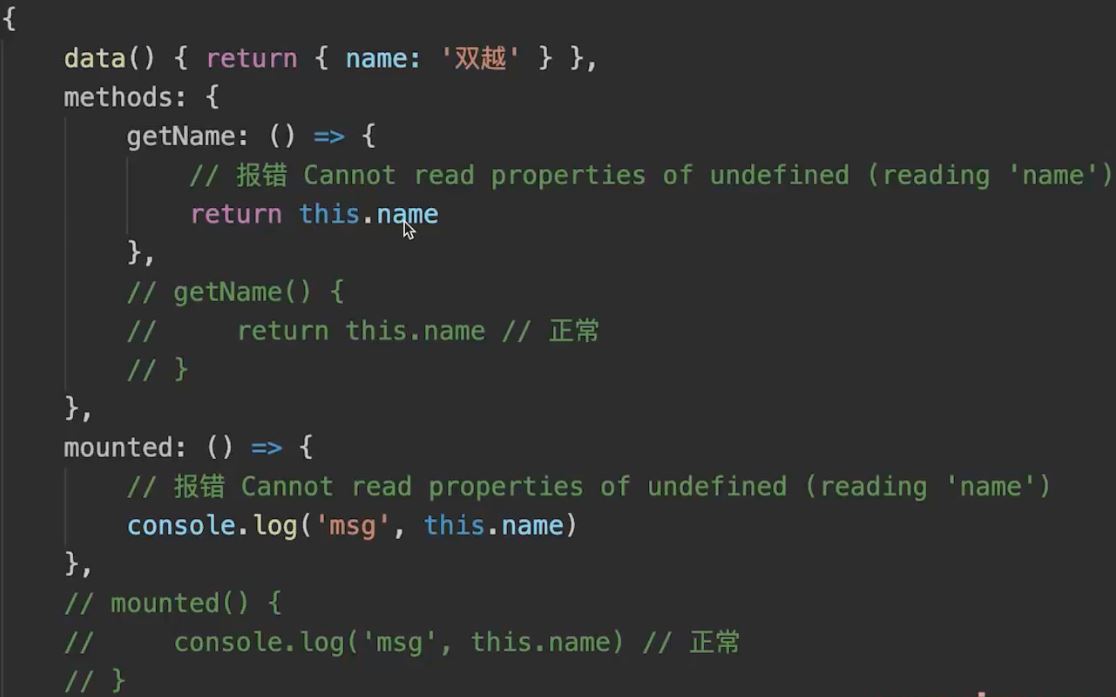 {
    data() { return { name: '双越' } },
    methods: {
        getName: () => {
            // 报错 Cannot read properties of undefined (reading 'name')
            return this.name
        },
        // getName() {
        //     return this.name // 正常
        // }
    },
    mounted: () => {
        // 报错 Cannot read properties of undefined (reading 'name')
        console.log('msg', this.name)
    },
    // mounted() {
    //     console.log('msg', this.name) // 正常
    // }